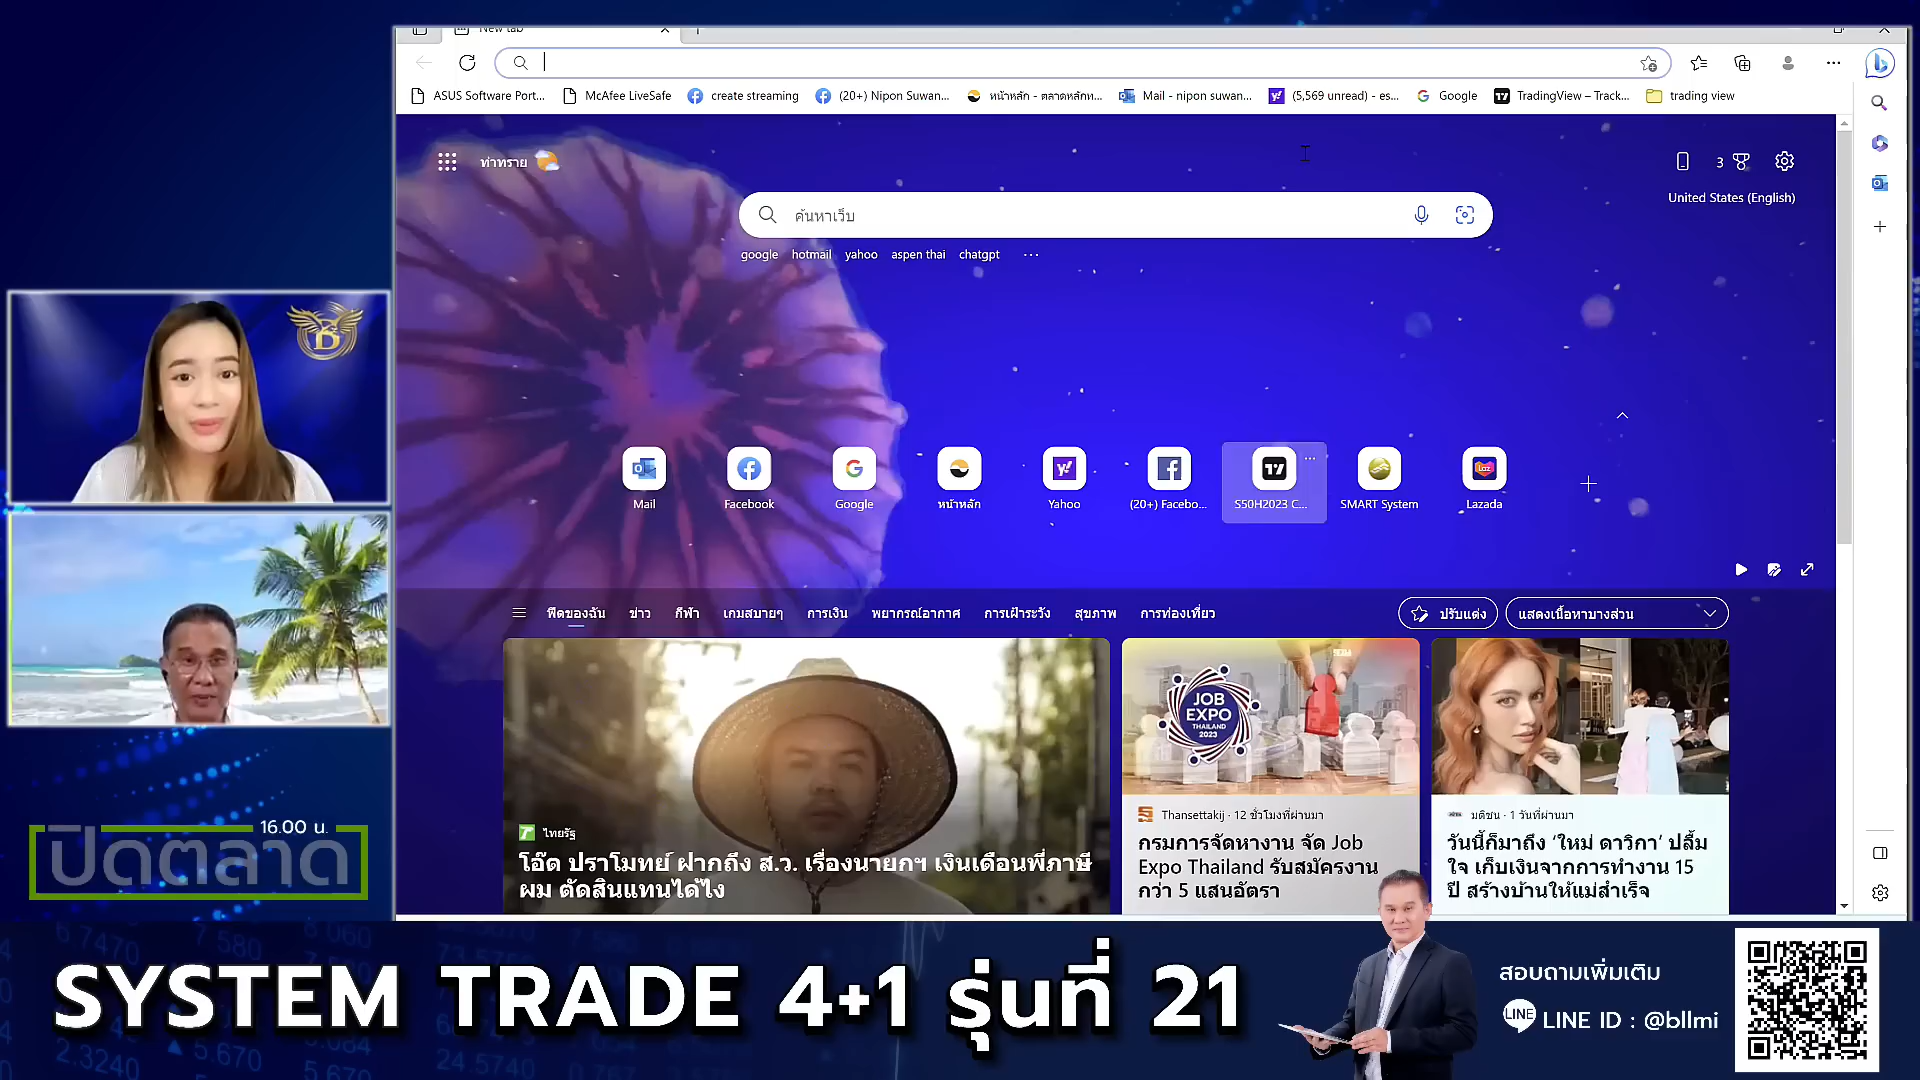 New tab
ASUS Software Port...
McAfee LiveSafe
create streaming
(20+) Nipon Suwan...
หน้าหลัก - ตลาดหลักท...
Mail - nipon suwan...
(5,569 unread) - es...
Google
TradingView – Track...
trading view
ท่าทราย
3
United States (English)
ค้นหาเว็บ
google hotmail yahoo aspen thai chatgpt ...
Mail
Facebook
Google
หน้าหลัก
Yahoo
(20+) Facebo...
S50H2023 C...
SMART System
Lazada
ฟีดของฉัน ข่าว กีฬา เกมสบายๆ การเงิน พยากรณ์อากาศ การเฝ้าระวัง สุขภาพ การท่องเที่ยว
ปรับแต่ง
แสดงเนื้อหาบางส่วน
ไทยรัฐ
โอ๊ต ปราโมทย์ ฝากถึง ส.ว. เรื่องนายกฯ เงินเดือนพี่ภาษี
ผม ตัดสินแทนได้ไง
JOB
EXPO
THAILAND
2023
Thansettakij · 12 ชั่วโมงที่ผ่านมา
กรมการจัดหางาน จัด Job
Expo Thailand รับสมัครงาน
กว่า 5 แสนอัตรา
มติชน · 1 วันที่ผ่านมา
วันนี้ก็มาถึง ‘ใหม่ ดาวิกา’ ปลื้ม
ใจ เก็บเงินจากการทำงาน 15
ปี สร้างบ้านให้แม่สำเร็จ
16.00 น.
ปิดตลาด
SYSTEM TRADE 4+1 รุ่นที่ 21
สอบถามเพิ่มเติม
LINE ID : @bllmi
6.7470
7.580
8.060
2.3240
5.670
24.5740